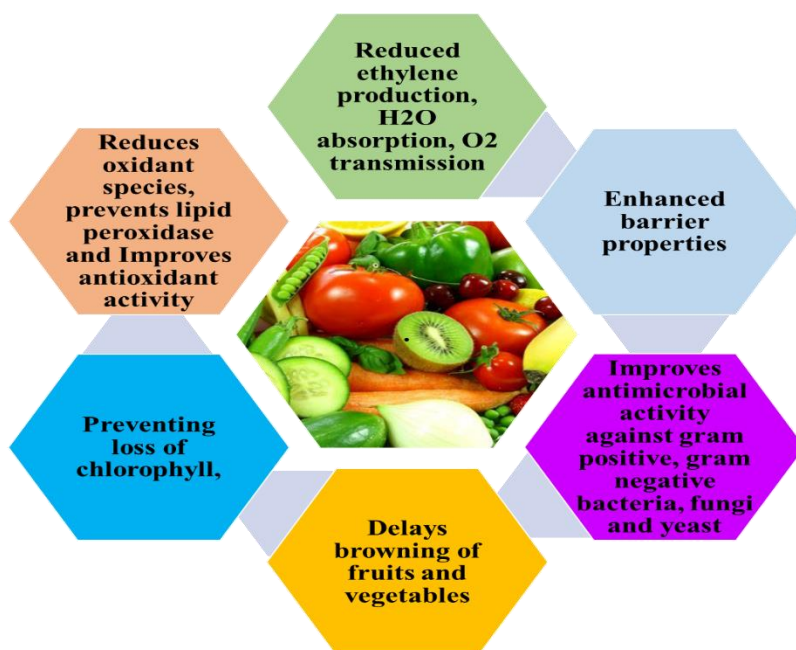 Reduced
ethylene
production,
H2O
absorption, O2
transmission
Enhanced
barrier
properties
Improves
antimicrobial
activity
against gram
positive, gram
negative
bacteria, fungi
and yeast
Delays
browning of
fruits and
vegetables
Preventing
loss of
chlorophyll,
Reduces
oxidant
species,
prevents lipid
peroxidase
and Improves
antioxidant
activity